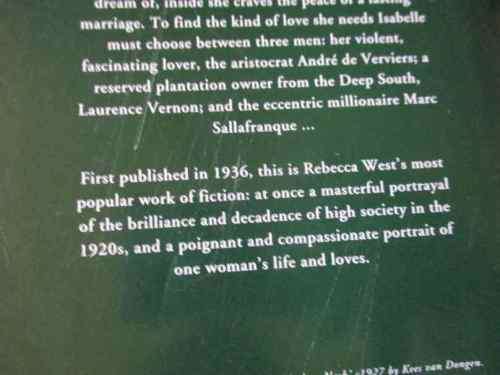 dream of, inside she craves the peace of a lasting
marriage. To find the kind of love she needs Isabelle
must choose between three men: her violent,
fascinating lover, the aristocrat André de Verviers; a
reserved plantation owner from the Deep South,
Laurence Vernon; and the eccentric millionaire Marc
Sallafranque ...
First published in 1936, this is Rebecca West's most
popular work of fiction: at once a masterful portrayal
of the brilliance and decadence of high society in the
1920s, and a poignant and compassionate portrait of
one woman's life and loves.
c1927 by Kees van Dongen.